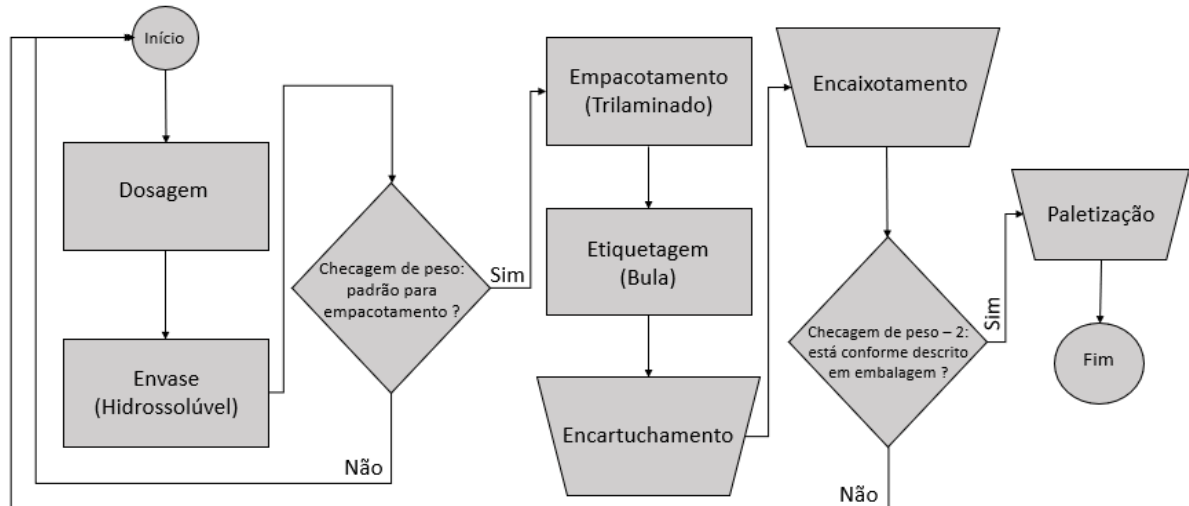 Início
Dosagem
Envase
(Hidrossolúvel)
Checagem de peso:
padrão para
empacotamento ?
Não
Sim
Empacotamento
(Trilaminado)
Etiquetagem
(Bula)
Encartuchamento
Encaixotamento
Checagem de peso – 2:
está conforme descrito
em embalagem ?
Não
Sim
Paletização
Fim